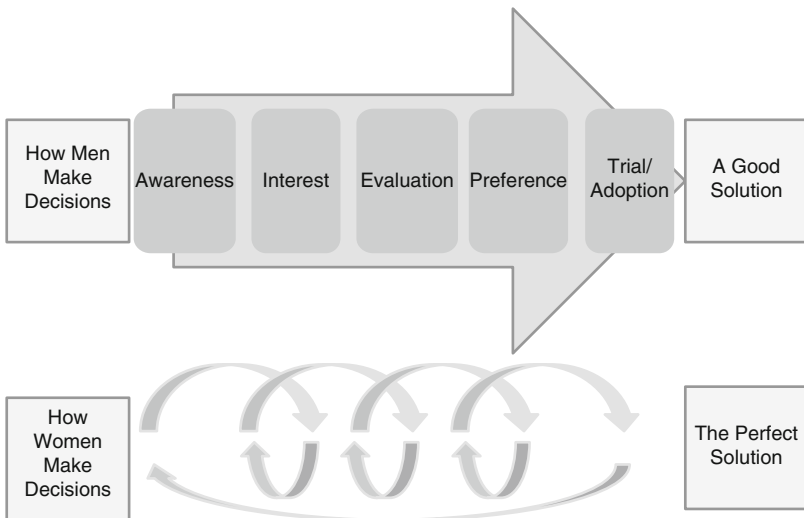 How Men
Make
Decisions
Awareness
Interest
Evaluation
Preference
Trial/
Adoption
A Good
Solution
How
Women
Make
Decisions
The Perfect
Solution